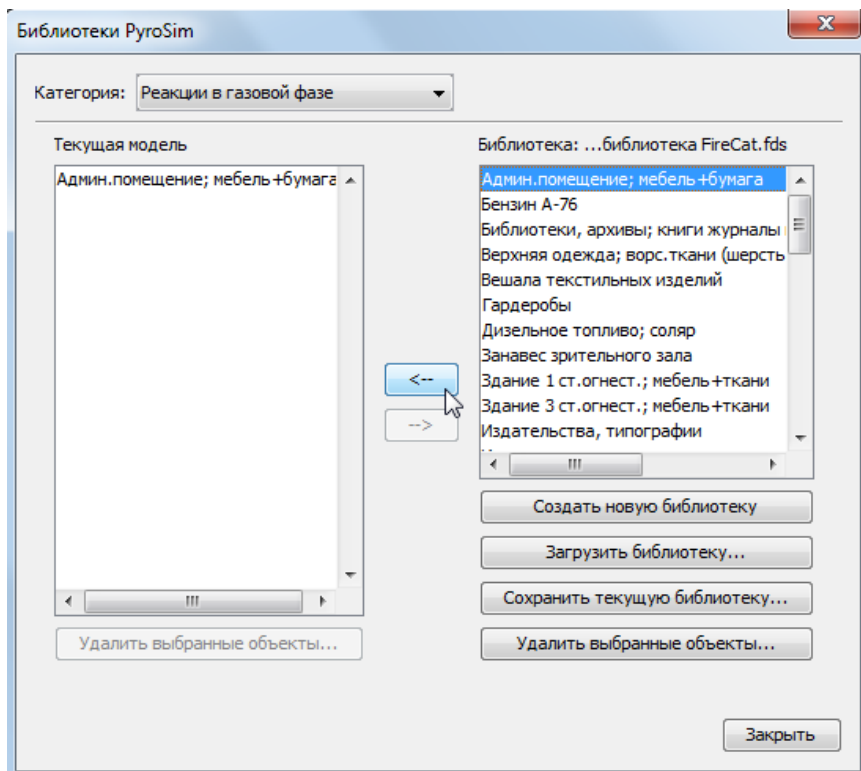 Библиотеки PyroSim
Категория: Реакции в газовой фазе
Текущая модель
Админ.помещение; мебель+бумага
Библиотека: ...библиотека FireCat.fds
Админ.помещение; мебель+бумага
Бензин А-76
Библиотеки, архивы; книги журналы
Верхняя одежда; ворс.ткани (шерсть
Вешала текстильных изделий
Гардеробы
Дизельное топливо; соляр
Занавес зрительного зала
Здание 1 ст.огнест.; мебель+ткани
Здание 3 ст.огнест.; мебель+ткани
Издательства, типографии
<--
-->
Создать новую библиотеку
Загрузить библиотеку...
Сохранить текущую библиотеку...
Удалить выбранные объекты...
Удалить выбранные объекты...
Закрыть